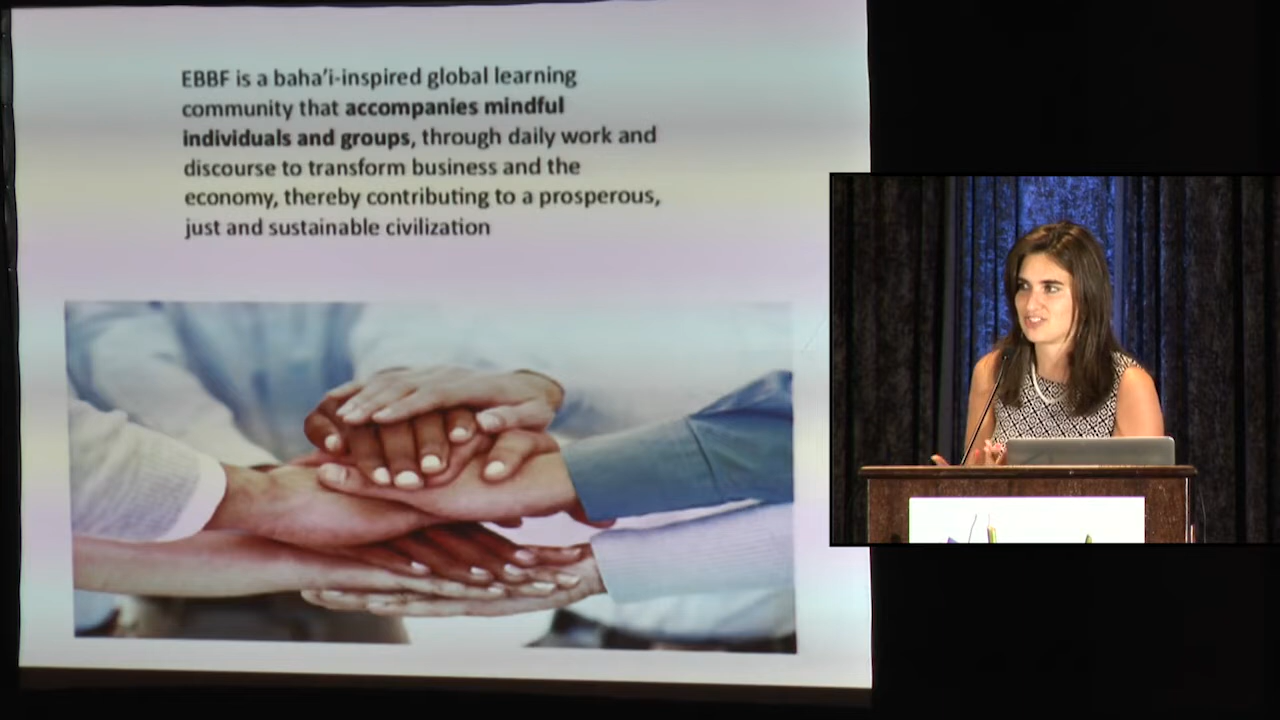 EBBF is a baha'i-inspired global learning
community that accompanies mindful
individuals and groups, through daily work and
discourse to transform business and the
economy, thereby contributing to a prosperous,
just and sustainable civilization